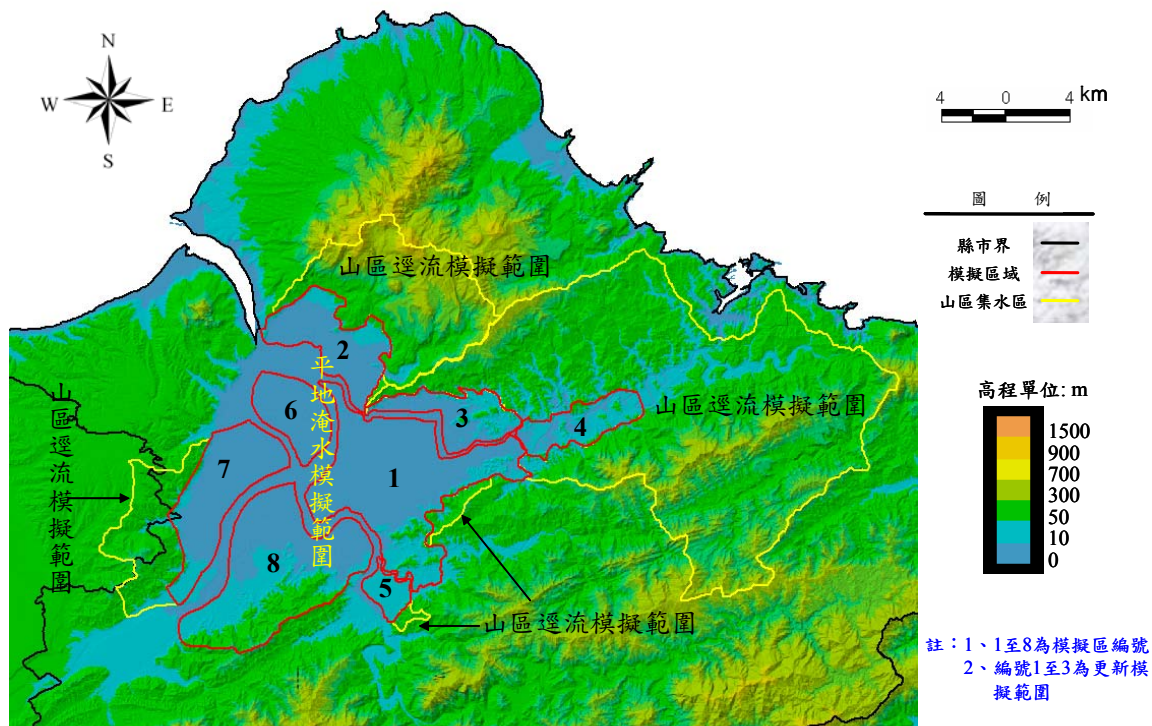 N
W
E
S
4 0 4 km
圖 例
縣市界
模擬區域
山區集水區
山區逕流模擬範圍
2
平地淹水模擬範圍
6
3
4
山區逕流模擬範圍
7
1
山區逕流模擬範圍
8
5
山區逕流模擬範圍
高程單位: m
1500
900
700
300
50
10
0
註：1、1至8為模擬區編號
2、編號1至3為更新模
擬範圍